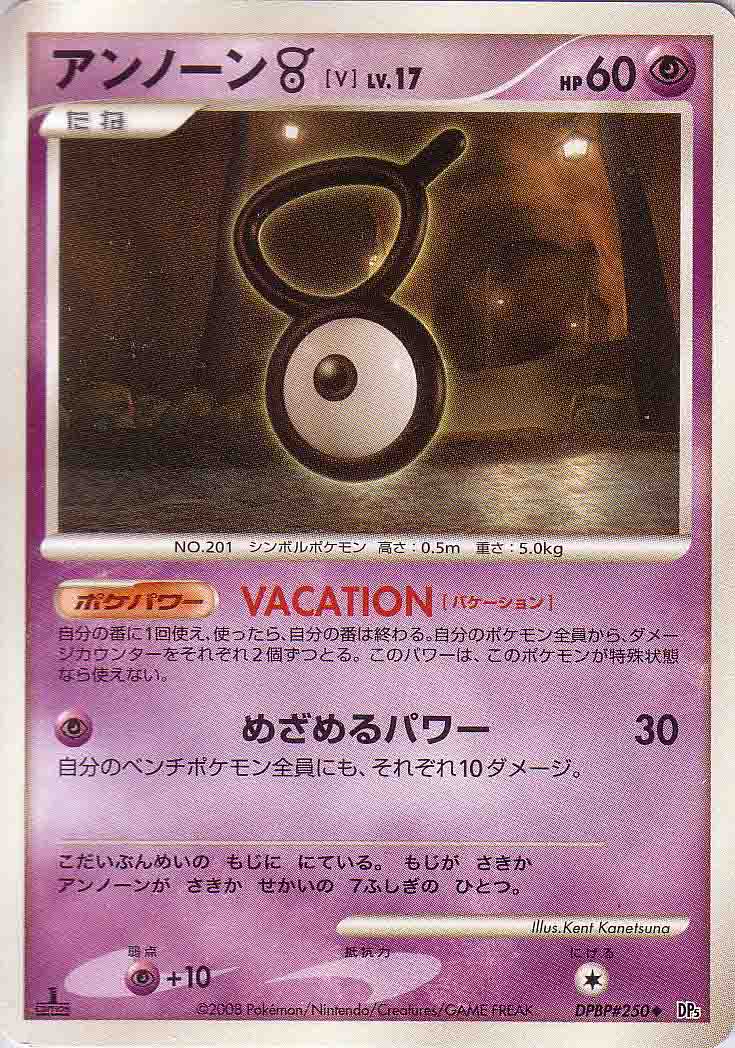 アンノーン [V] LV.17 HP60
たね
NO.201 シンボルポケモン 高さ:0.5m 重さ:5.0kg
ポケパワー VACATION [バケーション]
自分の番に1回使え、使ったら、自分の番は終わる。自分のポケモン全員から、ダメー
ジカウンターをそれぞれ2個ずつとる。このパワーは、このポケモンが特殊状態
なら使えない。
めざめるパワー 30
自分のベンチポケモン全員にも、それぞれ10ダメージ。
こだいぶんめいの もじに にている。 もじが さきか
アンノーンが さきか せかいの 7ふしぎの ひとつ。
Illus.Kent Kanetsuna
弱点 抵抗力 にげる
+10
1 EDITION ©2008 Pokémon/Nintendo/Creatures/GAME FREAK DPBP#250◆ DP5